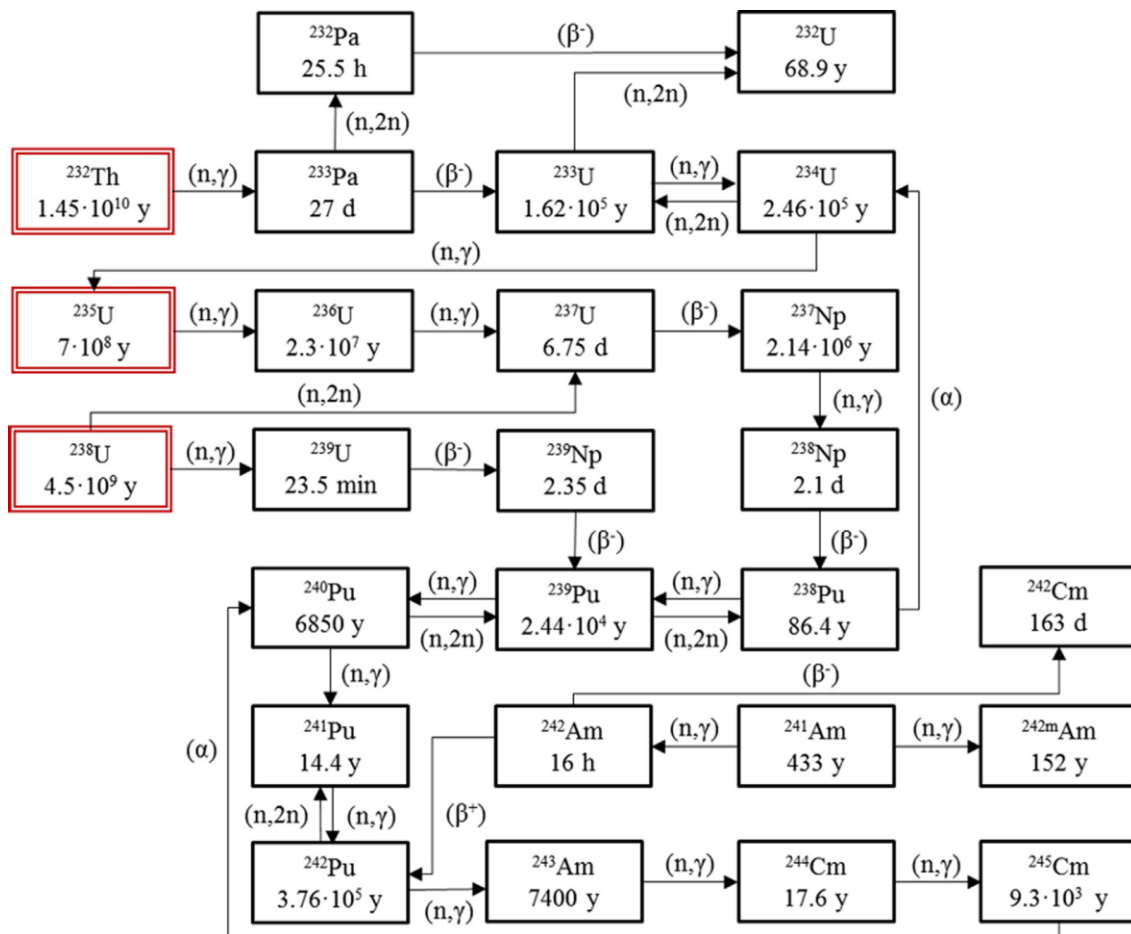 ²³²Pa (β⁻) ²³²U
25.5 h 68.9 y
(n,2n) (n,2n)
²³²Th (n,γ) ²³³Pa (β⁻) ²³³U (n,γ) ²³⁴U
1.45·10¹⁰ y 27 d 1.62·10⁵ y (n,2n) 2.46·10⁵ y
(n,γ)
²³⁵U (n,γ) ²³⁶U (n,γ) ²³⁷U (β⁻) ²³⁷Np
7·10⁸ y 2.3·10⁷ y 6.75 d 2.14·10⁶ y
(n,2n) (n,γ) (α)
²³⁸U (n,γ) ²³⁹U (β⁻) ²³⁹Np ²³⁸Np
4.5·10⁹ y 23.5 min 2.35 d 2.1 d
(β⁻) (β⁻)
²⁴⁰Pu (n,γ) ²³⁹Pu (n,γ) ²³⁸Pu ²⁴²Cm
6850 y (n,2n) 2.44·10⁴ y (n,2n) 86.4 y 163 d
(n,γ) (β⁻)
²⁴¹Pu ²⁴²Am (n,γ) ²⁴¹Am (n,γ) ²⁴²ᵐAm
(α) 14.4 y 16 h 433 y 152 y
(n,2n) (n,γ) (β⁺)
²⁴²Pu ²⁴³Am (n,γ) ²⁴⁴Cm (n,γ) ²⁴⁵Cm
3.76·10⁵ y (n,γ) 7400 y 17.6 y 9.3·10³ y